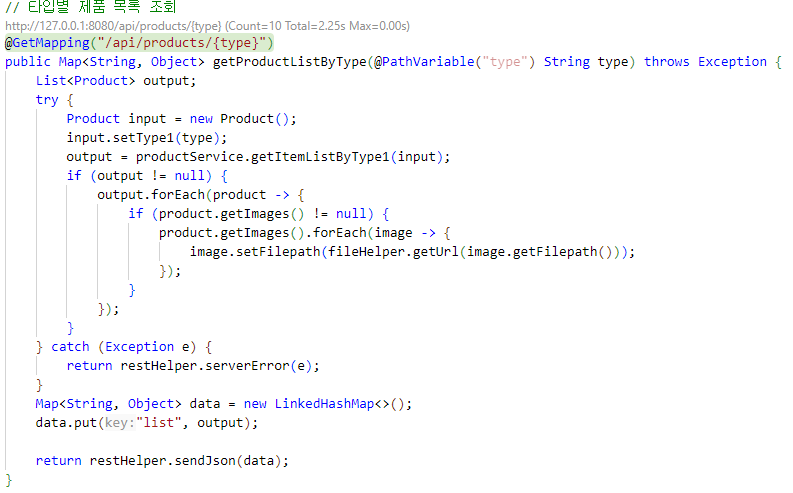 // 타입별 제품 목록 조회
http://127.0.0.1:8080/api/products/{type} (Count=10 Total=2.25s Max=0.00s)
@GetMapping("/api/products/{type}")
public Map<String, Object> getProductListByType(@PathVariable("type") String type) throws Exception {
    List<Product> output;
    try {
        Product input = new Product();
        input.setType1(type);
        output = productService.getItemListByType1(input);
        if (output != null) {
            output.forEach(product -> {
                if (product.getImages() != null) {
                    product.getImages().forEach(image -> {
                        image.setFilepath(fileHelper.getUrl(image.getFilepath()));
                    });
                }
            });
        }
    } catch (Exception e) {
        return restHelper.serverError(e);
    }
    Map<String, Object> data = new LinkedHashMap<>();
    data.put(key:"list", output);

    return restHelper.sendJson(data);
}